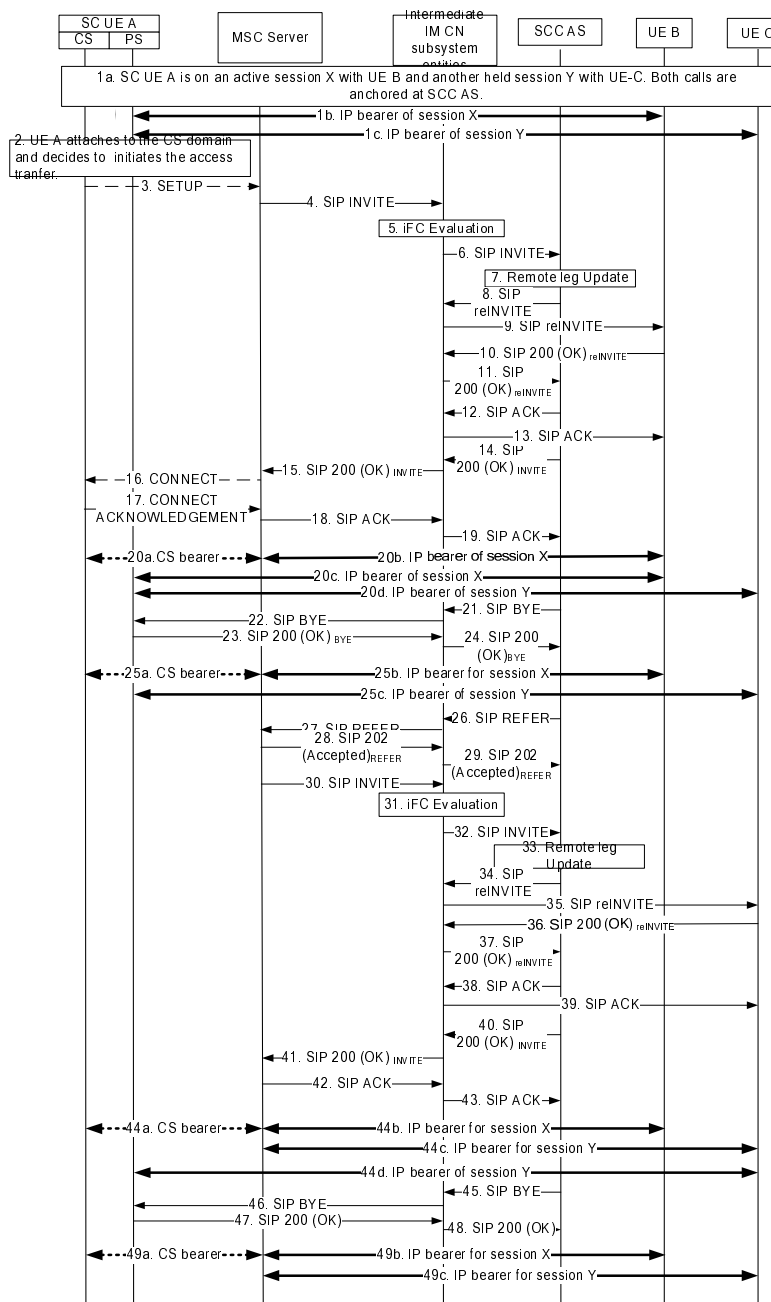 SC UE A
CS
PS
MSC Server
Intermediate
IM CN
subsystem
entities
SCC AS
UE B
UE C
1a. SC UE A is on an active session X with UE B and another held session Y with UE-C. Both calls are
anchored at SCC AS.
1b. IP bearer of session X
1c. IP bearer of session Y
2. UE A attaches to the CS domain
and decides to initiates the access
tranfer.
3. SETUP
4. SIP INVITE
5. iFC Evaluation
6. SIP INVITE
7. Remote leg Update
8. SIP
reINVITE
9. SIP reINVITE
10. SIP 200 (OK) reINVITE
11. SIP
200 (OK) reINVITE
12. SIP ACK
13. SIP ACK
14. SIP
200 (OK) INVITE
15. SIP 200 (OK) INVITE
16. CONNECT
17. CONNECT
ACKNOWLEDGEMENT
18. SIP ACK
19. SIP ACK
20a.CS bearer
20b. IP bearer of session X
20c. IP bearer of session X
20d. IP bearer of session Y
21. SIP BYE
22. SIP BYE
23. SIP 200 (OK) BYE
24. SIP 200
(OK)BYE
25a. CS bearer
25b. IP bearer for session X
25c. IP bearer of session Y
26. SIP REFER
27. SIP REFER
28. SIP 202
(Accepted)REFER
29. SIP 202
(Accepted)REFER
30. SIP INVITE
31. iFC Evaluation
32. SIP INVITE
33. Remote leg
Update
34. SIP
reINVITE
35. SIP reINVITE
36. SIP 200 (OK) reINVITE
37. SIP
200 (OK) reINVITE
38. SIP ACK
39. SIP ACK
40. SIP
200 (OK) INVITE
41. SIP 200 (OK) INVITE
42. SIP ACK
43. SIP ACK
44a. CS bearer
44b. IP bearer for session X
44c. IP bearer for session Y
44d. IP bearer of session Y
45. SIP BYE
46. SIP BYE
47. SIP 200 (OK)
48. SIP 200 (OK)
49a. CS bearer
49b. IP bearer for session X
49c. IP bearer for session Y